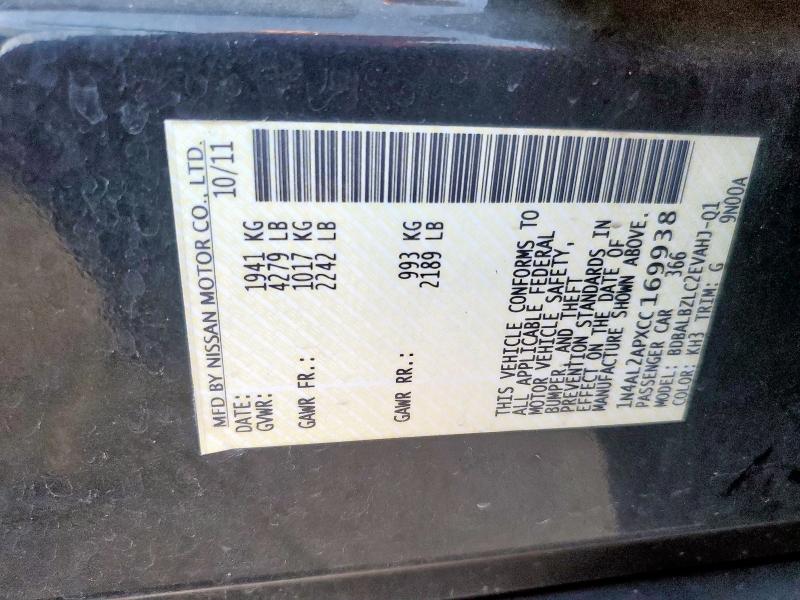 MFD BY NISSAN MOTOR CO., LTD.
DATE: 10/11
GVWR: 1941 KG
4279 LB
GAWR FR.: 1017 KG
2242 LB
GAWR RR.: 993 KG
2189 LB
THIS VEHICLE CONFORMS TO
ALL APPLICABLE FEDERAL
MOTOR VEHICLE SAFETY,
BUMPER, AND THEFT
PREVENTION STANDARDS IN
EFFECT ON THE DATE OF
MANUFACTURE SHOWN ABOVE.
1N4AL2APXCC169938
PASSENGER CAR 366
MODEL: BDBALBZLC2EVAHJ-Q1
COLOR: KH3 TRIM: G 9N00A